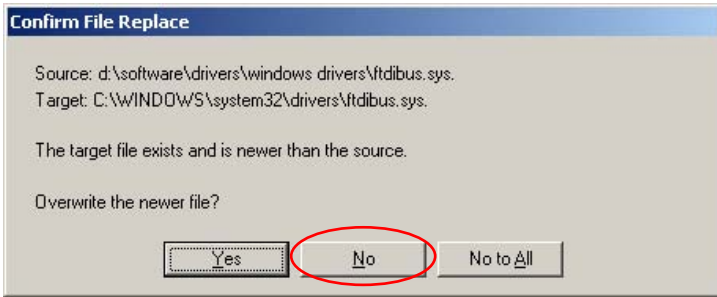 Confirm File Replace
Source: d:\software\drivers\windows drivers\ftdibus.sys.
Target: C:\WINDOWS\system32\drivers\ftdibus.sys.
The target file exists and is newer than the source.
Overwrite the newer file?
Yes No No to All